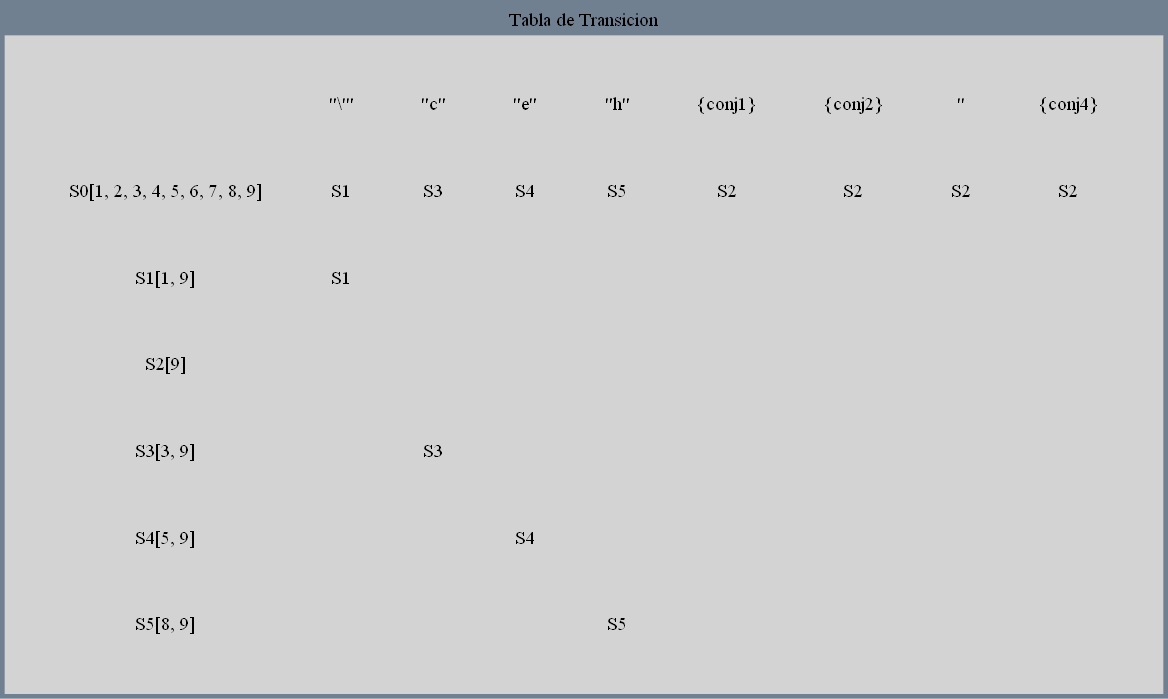 Tabla de Transicion
"\"" "c" "e" "h" {conj1} {conj2} " {conj4}
S0[1, 2, 3, 4, 5, 6, 7, 8, 9] S1 S3 S4 S5 S2 S2 S2 S2
S1[1, 9] S1
S2[9]
S3[3, 9] S3
S4[5, 9] S4
S5[8, 9] S5